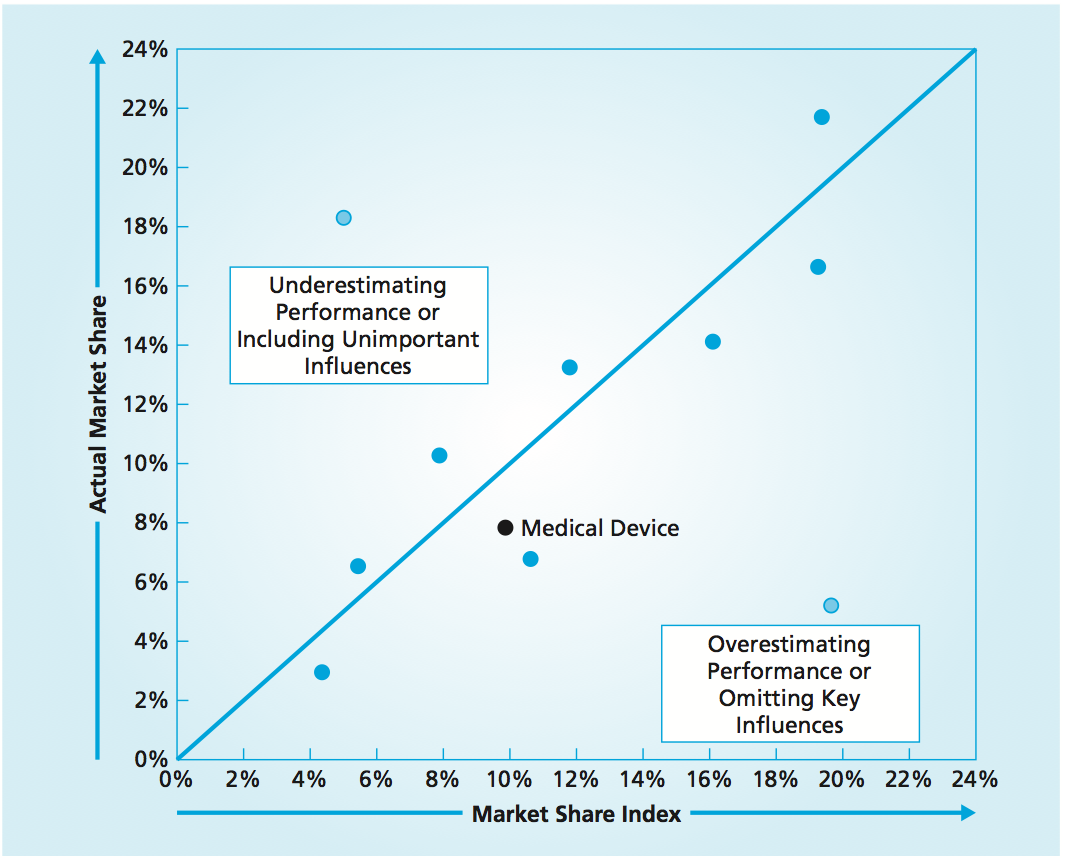 24%
22%
20%
18%
16%
14%
12%
10%
8%
6%
4%
2%
0%
Actual Market Share
Underestimating
Performance or
Including Unimportant
Influences
Medical Device
Overestimating
Performance or
Omitting Key
Influences
0% 2% 4% 6% 8% 10% 12% 14% 16% 18% 20% 22% 24%
Market Share Index